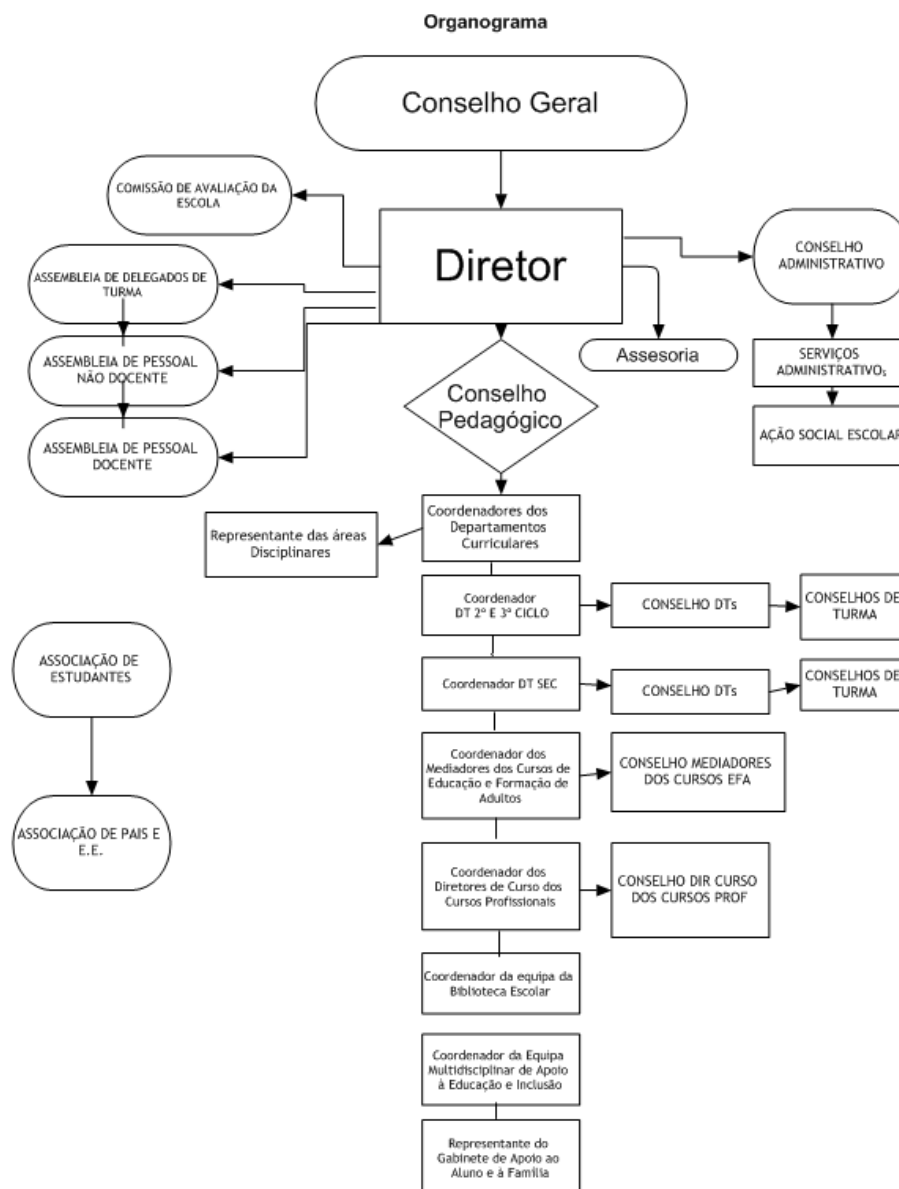 Organograma
Conselho Geral
COMISSÃO DE AVALIAÇÃO DA
ESCOLA
Diretor
CONSELHO
ADMINISTRATIVO
ASSEMBLEIA DE DELEGADOS DE
TURMA
Assesoria
SERVIÇOS
ADMINISTRATIVOs
ASSEMBLEIA DE PESSOAL
NÃO DOCENTE
Conselho
Pedagógico
AÇÃO SOCIAL ESCOLAR
ASSEMBLEIA DE PESSOAL
DOCENTE
Coordenadores dos
Departamentos
Curriculares
Representante das áreas
Disciplinares
Coordenador
DT 2º E 3º CICLO
CONSELHO DTs
CONSELHOS DE
TURMA
ASSOCIAÇÃO DE
ESTUDANTES
Coordenador DT SEC
CONSELHO DTs
CONSELHOS DE
TURMA
Coordenador dos
Mediadores dos Cursos de
Educação e Formação de
Adultos
CONSELHO MEDIADORES
DOS CURSOS EFA
ASSOCIAÇÃO DE PAIS E
E.E.
Coordenador dos
Diretores de Curso dos
Cursos Profissionais
CONSELHO DIR CURSO
DOS CURSOS PROF
Coordenador da equipa da
Biblioteca Escolar
Coordenador da Equipa
Multidisciplinar de Apoio
à Educação e Inclusão
Representante do
Gabinete de Apoio ao
Aluno e à Família